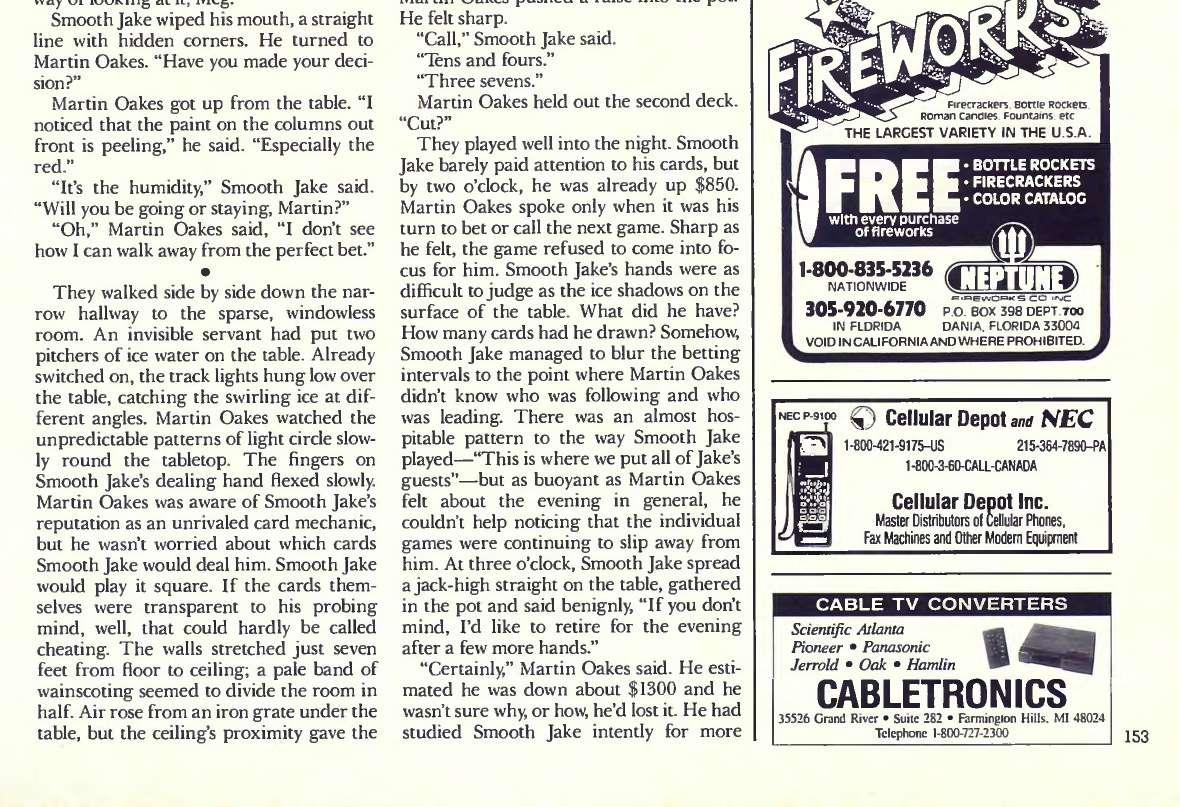 way of looking at it, Meg."
Smooth Jake wiped his mouth, a straight
line with hidden corners. He turned to
Martin Oakes. “Have you made your deci-
sion?”
Martin Oakes got up from the table. “I
noticed that the paint on the columns out
front is peeling,” he said. “Especially the
red.”
“It’s the humidity,” Smooth Jake said.
“Will you be going or staying, Martin?”
“Oh,” Martin Oakes said, “I don’t see
how I can walk away from the perfect bet.”
•
They walked side by side down the nar-
row hallway to the sparse, windowless
room. An invisible servant had put two
pitchers of ice water on the table. Already
switched on, the track lights hung low over
the table, catching the swirling ice at dif-
ferent angles. Martin Oakes watched the
unpredictable patterns of light circle slow-
ly round the tabletop. The fingers on
Smooth Jake’s dealing hand flexed slowly.
Martin Oakes was aware of Smooth Jake’s
reputation as an unrivaled card mechanic,
but he wasn’t worried about which cards
Smooth Jake would deal him. Smooth Jake
would play it square. If the cards them-
selves were transparent to his probing
mind, well, that could hardly be called
cheating. The walls stretched just seven
feet from floor to ceiling; a pale band of
wainscoting seemed to divide the room in
half. Air rose from an iron grate under the
table, but the ceiling’s proximity gave the
Martin Oakes pushed a raise into the pot.
He felt sharp.
“Call,” Smooth Jake said.
“Tens and fours.”
“Three sevens.”
Martin Oakes held out the second deck.
“Cut?”
They played well into the night. Smooth
Jake barely paid attention to his cards, but
by two o’clock, he was already up $850.
Martin Oakes spoke only when it was his
turn to bet or call the next game. Sharp as
he felt, the game refused to come into fo-
cus for him. Smooth Jake’s hands were as
difficult to judge as the ice shadows on the
surface of the table. What did he have?
How many cards had he drawn? Somehow,
Smooth Jake managed to blur the betting
intervals to the point where Martin Oakes
didn’t know who was following and who
was leading. There was an almost hos-
pitable pattern to the way Smooth Jake
played—“This is where we put all of Jake’s
guests”—but as buoyant as Martin Oakes
felt about the evening in general, he
couldn’t help noticing that the individual
games were continuing to slip away from
him. At three o’clock, Smooth Jake spread
a jack-high straight on the table, gathered
in the pot and said benignly, “If you don’t
mind, I’d like to retire for the evening
after a few more hands.”
“Certainly,” Martin Oakes said. He esti-
mated he was down about $1300 and he
wasn’t sure why, or how, he’d lost it. He had
studied Smooth Jake intently for more
FIREWORKS
Firecrackers, Bottle Rockets,
Roman Candles, Fountains, etc
THE LARGEST VARIETY IN THE U.S.A.
FREE
with every purchase
of fireworks
• BOTTLE ROCKETS
• FIRECRACKERS
• COLOR CATALOG
1-800-835-5236
NATIONWIDE
305-920-6770
IN FLORIDA
NEPTUNE
FIREWORKS CO INC
P.O. BOX 398 DEPT.700
DANIA, FLORIDA 33004
VOID IN CALIFORNIA AND WHERE PROHIBITED.
NEC P-9100
Cellular Depot and NEC
1-800-421-9175–US 215-364-7890–PA
1-800-3-60-CALL-CANADA
Cellular Depot Inc.
Master Distributors of Cellular Phones,
Fax Machines and Other Modern Equipment
CABLE TV CONVERTERS
Scientific Atlanta
Pioneer • Panasonic
Jerrold • Oak • Hamlin
CABLETRONICS
35526 Grand River • Suite 282 • Farmington Hills, MI 48024
Telephone 1-800-727-2300
153